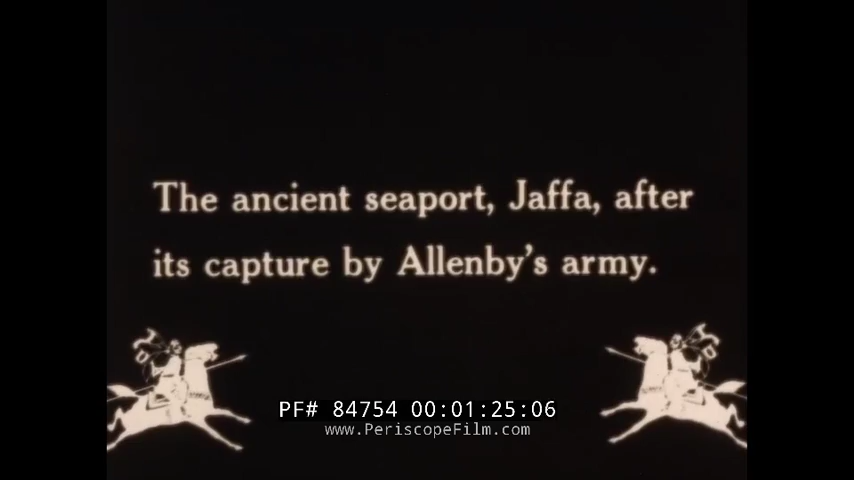 The ancient seaport, Jaffa, after
its capture by Allenby's army.
PF# 84754 00:01:25:06
www.PeriscopeFilm.com